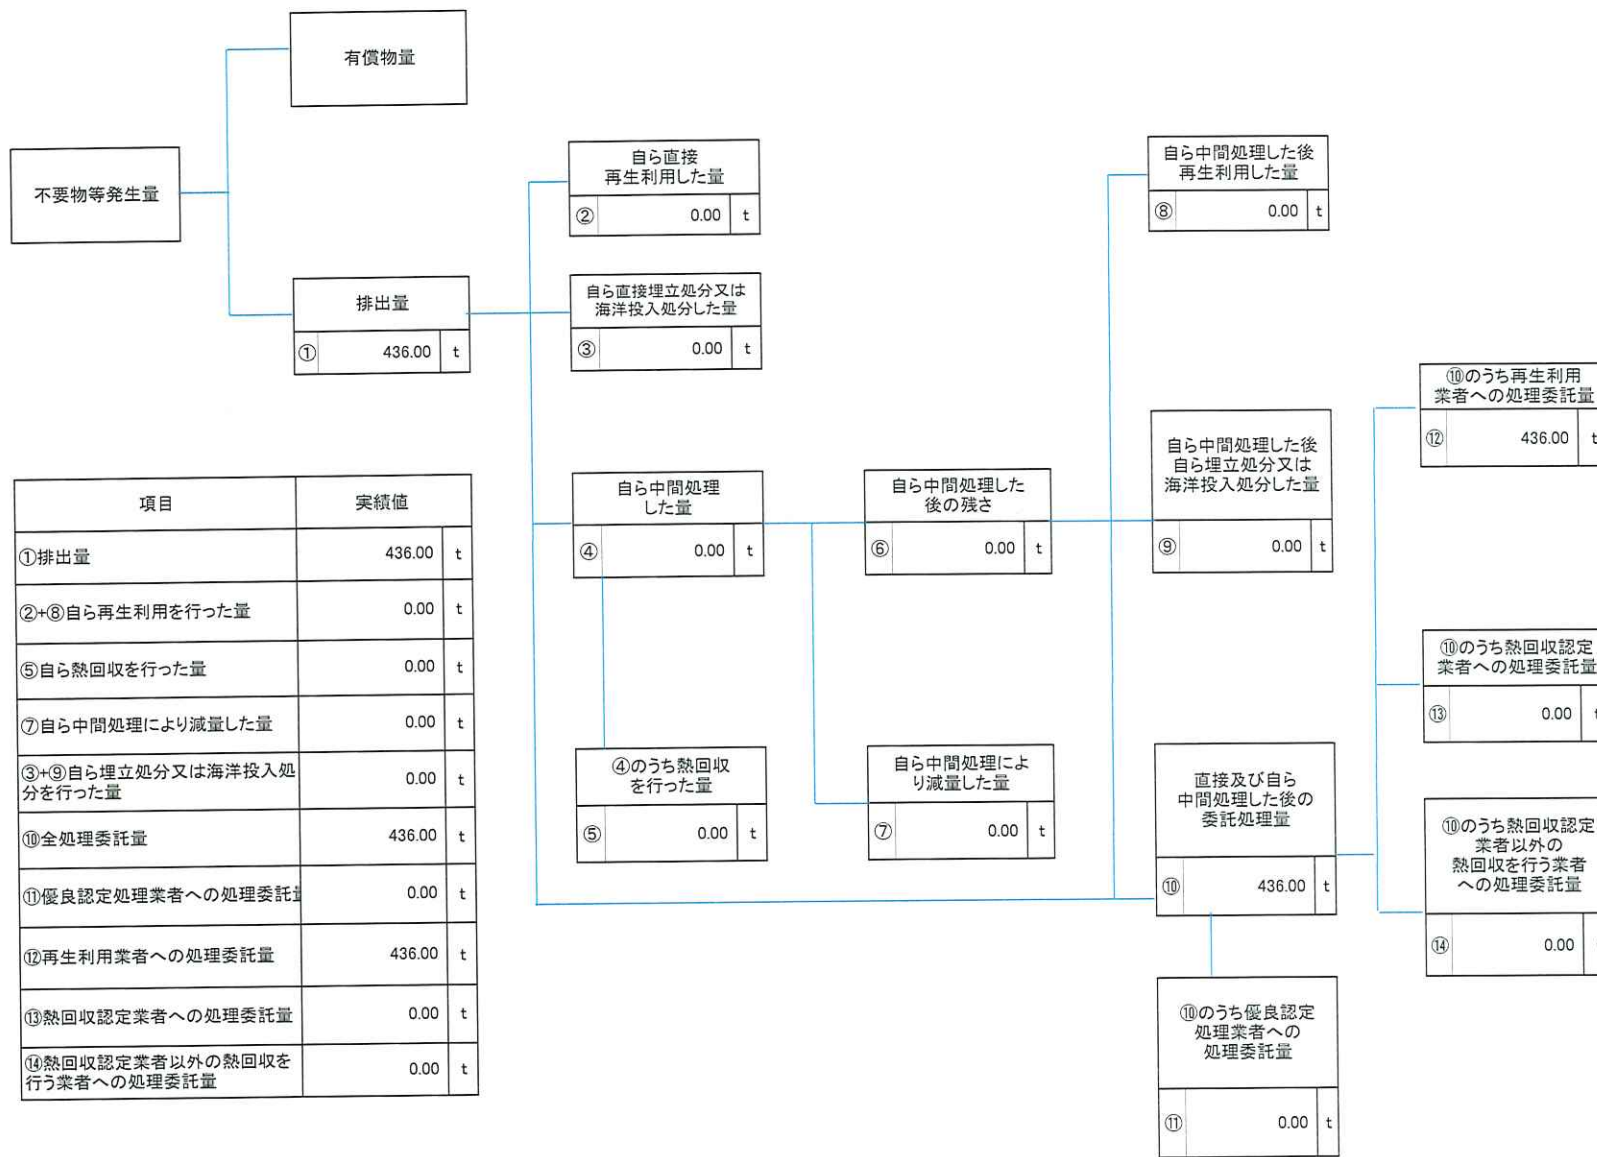 有償物量
不要物等発生量
排出量
① 436.00 t
自ら直接
再生利用した量
② 0.00 t
自ら直接埋立処分又は
海洋投入処分した量
③ 0.00 t
自ら中間処理
した量
④ 0.00 t
④のうち熱回収
を行った量
⑤ 0.00 t
自ら中間処理した
後の残さ
⑥ 0.00 t
自ら中間処理によ
り減量した量
⑦ 0.00 t
自ら中間処理した後
再生利用した量
⑧ 0.00 t
自ら中間処理した後
自ら埋立処分又は
海洋投入処分した量
⑨ 0.00 t
直接及び自ら
中間処理した後の
委託処理量
⑩ 436.00 t
⑩のうち優良認定
処理業者への
処理委託量
⑪ 0.00 t
⑩のうち再生利用
業者への処理委託量
⑫ 436.00 t
⑩のうち熱回収認定
業者への処理委託量
⑬ 0.00 t
⑩のうち熱回収認定
業者以外の
熱回収を行う業者
への処理委託量
⑭ 0.00
項目 実績値
①排出量 436.00 t
②+⑧自ら再生利用を行った量 0.00 t
⑤自ら熱回収を行った量 0.00 t
⑦自ら中間処理により減量した量 0.00 t
③+⑨自ら埋立処分又は海洋投入処
分を行った量 0.00 t
⑩全処理委託量 436.00 t
⑪優良認定処理業者への処理委託量 0.00 t
⑫再生利用業者への処理委託量 436.00 t
⑬熱回収認定業者への処理委託量 0.00 t
⑭熱回収認定業者以外の熱回収を
行う業者への処理委託量 0.00 t